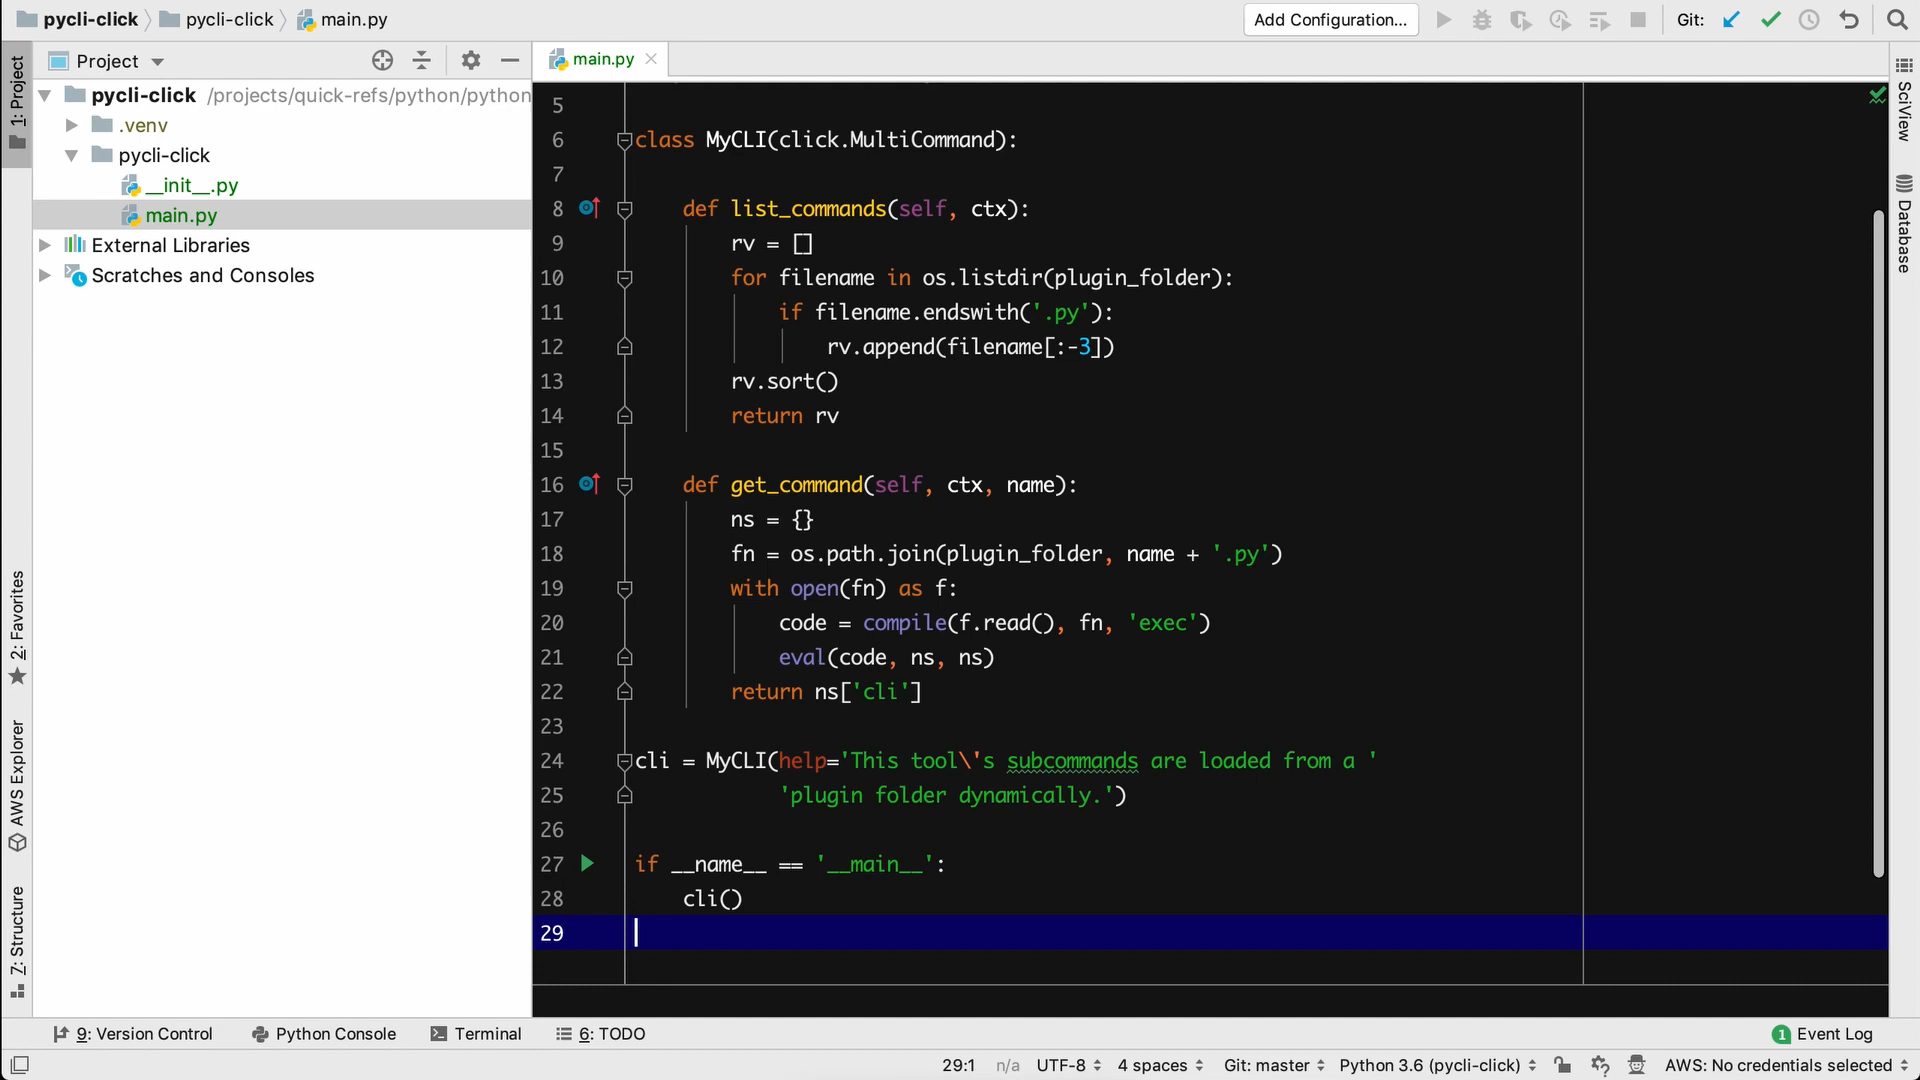 pycli-click pycli-click main.py
Add Configuration...
Git:
1: Project
Project
main.py
pycli-click /projects/quick-refs/python/python
.venv
pycli-click
__init__.py
main.py
External Libraries
Scratches and Consoles
5
6 class MyCLI(click.MultiCommand):
7
8 def list_commands(self, ctx):
9 rv = []
10 for filename in os.listdir(plugin_folder):
11 if filename.endswith('.py'):
12 rv.append(filename[:-3])
13 rv.sort()
14 return rv
15
16 def get_command(self, ctx, name):
17 ns = {}
18 fn = os.path.join(plugin_folder, name + '.py')
19 with open(fn) as f:
20 code = compile(f.read(), fn, 'exec')
21 eval(code, ns, ns)
22 return ns['cli']
23
24 cli = MyCLI(help='This tool\'s subcommands are loaded from a '
25 'plugin folder dynamically.')
26
27 if __name__ == '__main__':
28 cli()
29
SciView
Database
2: Favorites
AWS Explorer
7: Structure
9: Version Control
Python Console
Terminal
6: TODO
1 Event Log
29:1 n/a UTF-8 4 spaces Git: master Python 3.6 (pycli-click) AWS: No credentials selected